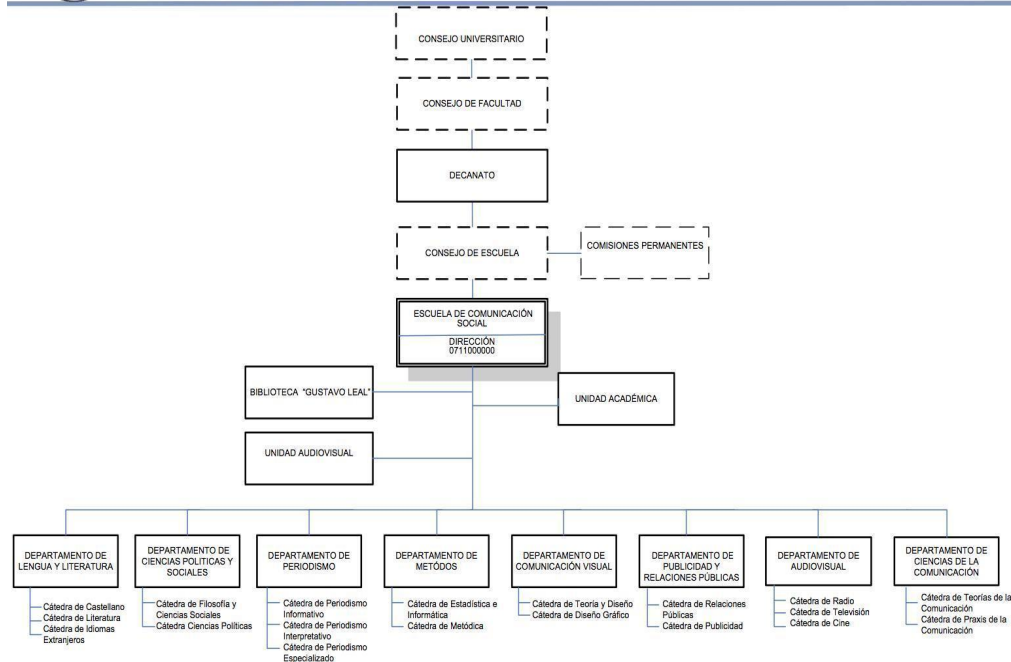 CONSEJO UNIVERSITARIO
CONSEJO DE FACULTAD
DECANATO
CONSEJO DE ESCUELA
COMISIONES PERMANENTES
ESCUELA DE COMUNICACIÓN
SOCIAL
DIRECCIÓN
0711000000
BIBLIOTECA "GUSTAVO LEAL"
UNIDAD ACADÉMICA
UNIDAD AUDIOVISUAL
DEPARTAMENTO DE
LENGUA Y LITERATURA
Cátedra de Castellano
Cátedra de Literatura
Cátedra de Idiomas
Extranjeros
DEPARTAMENTO DE
CIENCIAS POLITICAS Y
SOCIALES
Cátedra de Filosofía y
Ciencias Sociales
Cátedra Ciencias Políticas
DEPARTAMENTO DE
PERIODISMO
Cátedra de Periodismo
Informativo
Cátedra de Periodismo
Interpretativo
Cátedra de Periodismo
Especializado
DEPARTAMENTO DE
METÓDOS
Cátedra de Estadística e
Informática
Cátedra de Metódica
DEPARTAMENTO DE
COMUNICACIÓN VISUAL
Cátedra de Teoría y Diseño
Cátedra de Diseño Gráfico
DEPARTAMENTO DE
PUBLICIDAD Y
RELACIONES PÚBLICAS
Cátedra de Relaciones
Públicas
Cátedra de Publicidad
DEPARTAMENTO DE
AUDIOVISUAL
Cátedra de Radio
Cátedra de Televisión
Cátedra de Cine
DEPARTAMENTO DE
CIENCIAS DE LA
COMUNICACIÓN
Cátedra de Teorías de la
Comunicación
Cátedra de Praxis de la
Comunicación